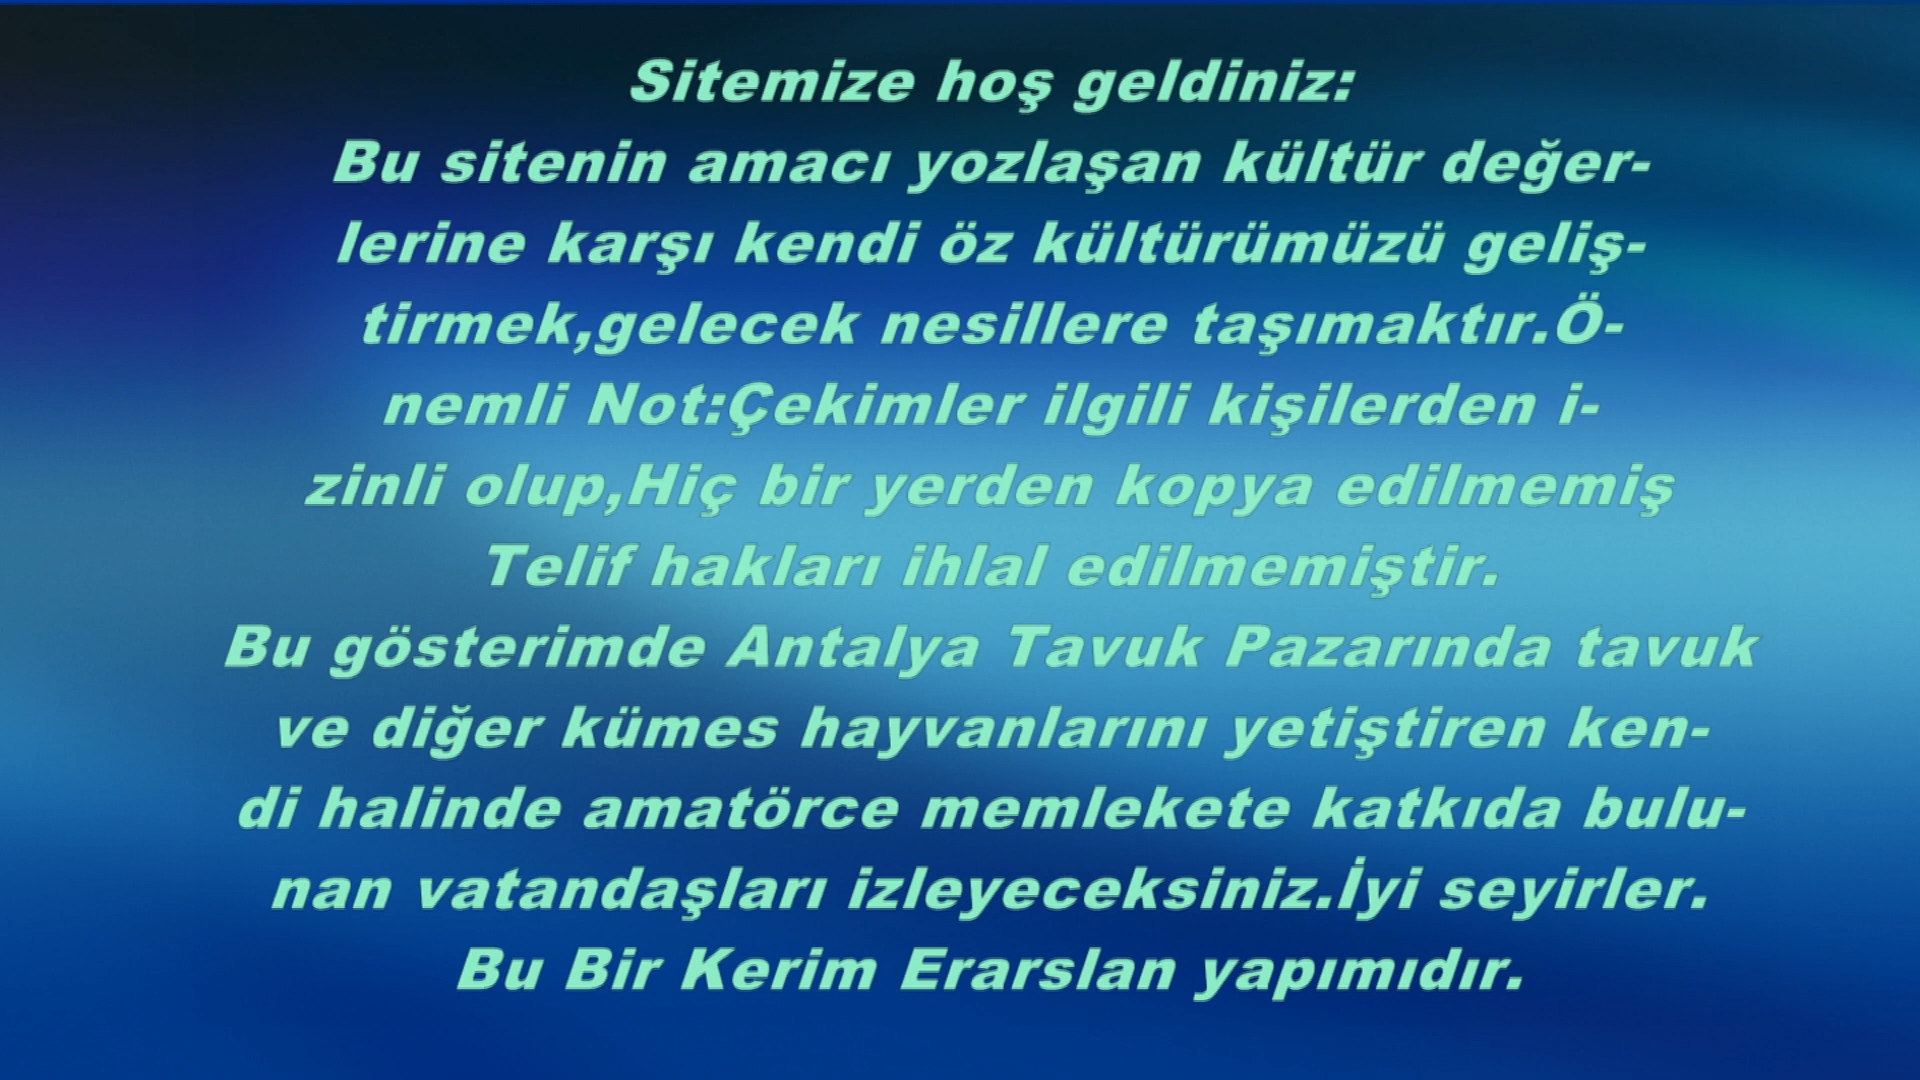 Sitemize hoş geldiniz:
Bu sitenin amacı yozlaşan kültür değer-
lerine karşı kendi öz kültürümüzü geliş-
tirmek,gelecek nesillere taşımaktır.Ö-
nemli Not:Çekimler ilgili kişilerden i-
zinli olup,Hiç bir yerden kopya edilmemiş
Telif hakları ihlal edilmemiştir.
Bu gösterimde Antalya Tavuk Pazarında tavuk
ve diğer kümes hayvanlarını yetiştiren ken-
di halinde amatörce memlekete katkıda bulu-
nan vatandaşları izleyeceksiniz.İyi seyirler.
Bu Bir Kerim Erarslan yapımıdır.